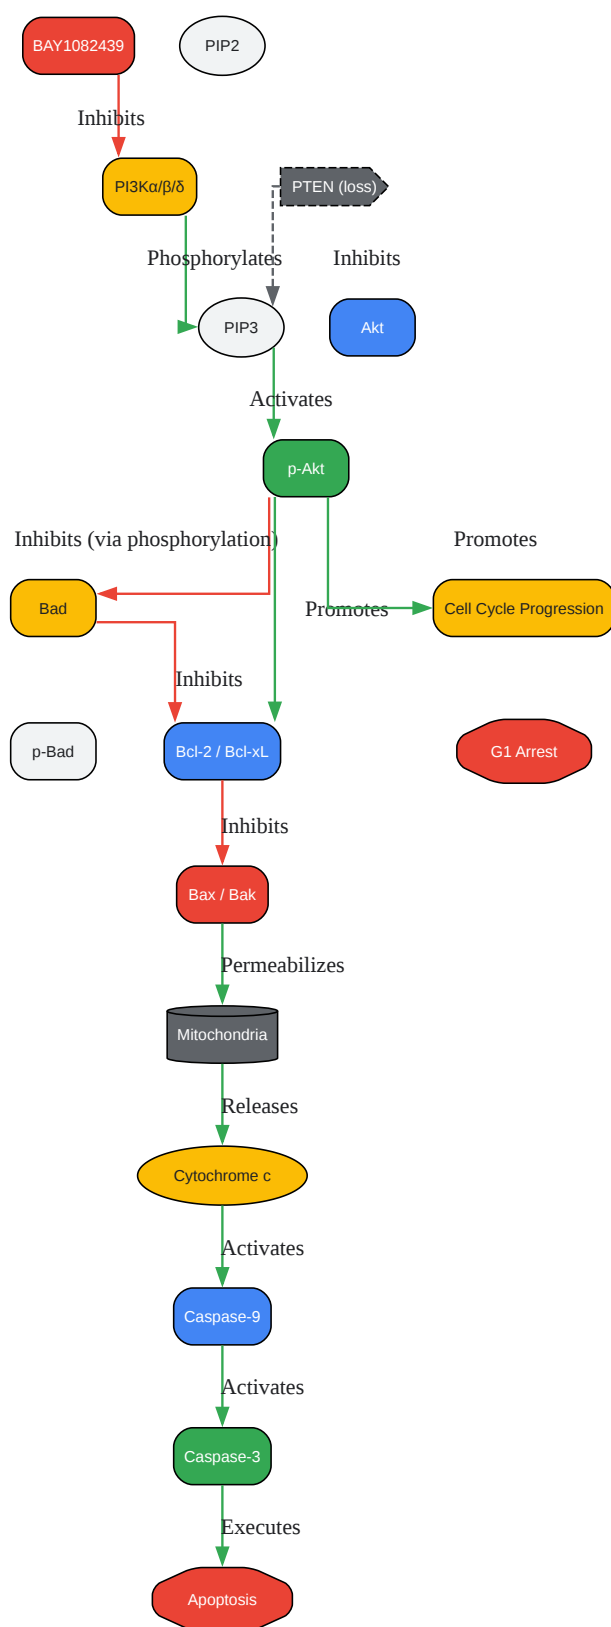 BAY1082439
PIP2
Inhibits
PI3Kα/β/δ
PTEN (loss)
Phosphorylates
Inhibits
PIP3
Akt
Activates
p-Akt
Inhibits (via phosphorylation)
Promotes
Bad
Promotes
Cell Cycle Progression
Inhibits
p-Bad
Bcl-2 / Bcl-xL
G1 Arrest
Inhibits
Bax / Bak
Permeabilizes
Mitochondria
Releases
Cytochrome c
Activates
Caspase-9
Activates
Caspase-3
Executes
Apoptosis